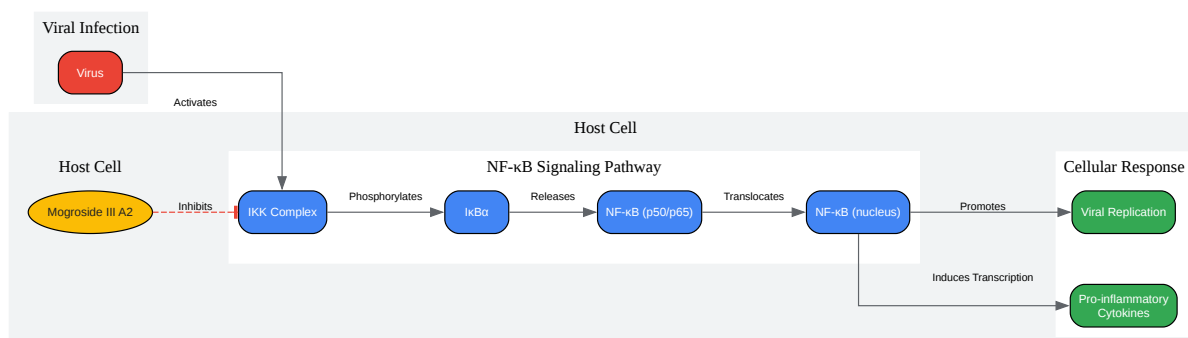 Viral Infection
Virus
Activates
Host Cell
Host Cell
NF-κB Signaling Pathway
Cellular Response
Mogroside III A2
Inhibits
IKK Complex
Phosphorylates
IκBα
Releases
NF-κB (p50/p65)
Translocates
NF-κB (nucleus)
Promotes
Viral Replication
Induces Transcription
Pro-inflammatory
Cytokines